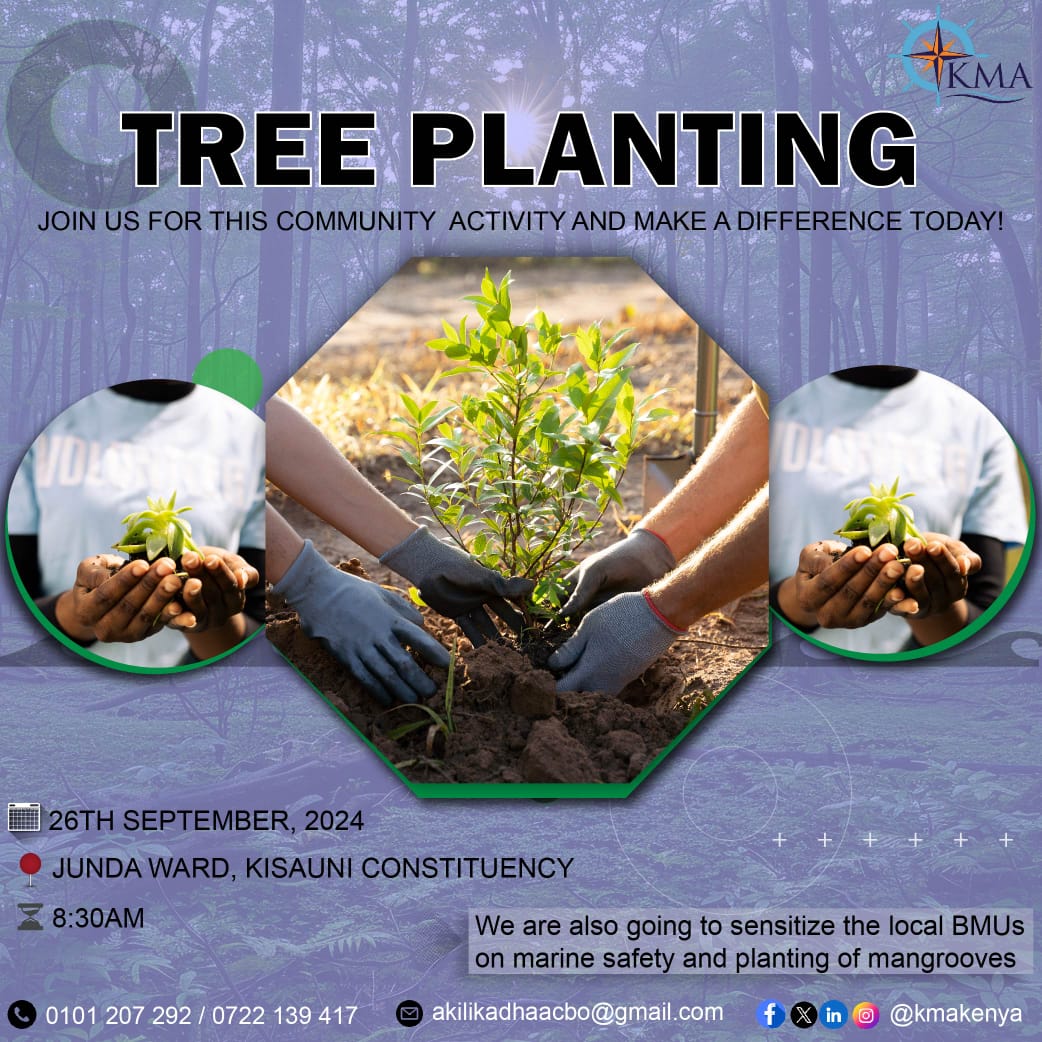 KMA
TREE PLANTING
JOIN US FOR THIS COMMUNITY ACTIVITY AND MAKE A DIFFERENCE TODAY!
26TH SEPTEMBER, 2024
JUNDA WARD, KISAUNI CONSTITUENCY
8:30AM
We are also going to sensitize the local BMUs
on marine safety and planting of mangrooves
0101 207 292 / 0722 139 417
akilikadhaacbo@gmail.com
@kmakenya